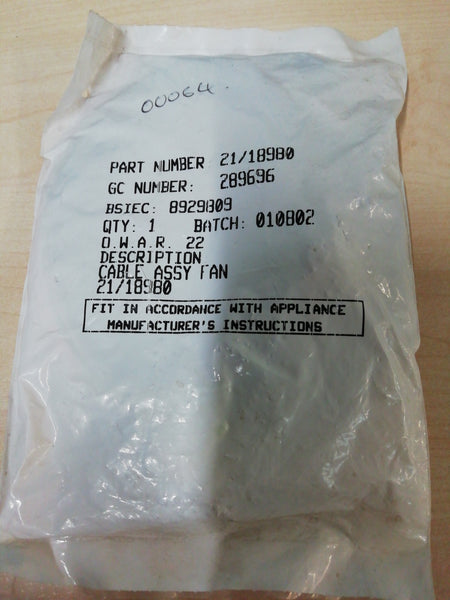 00064.
PART NUMBER 21/18980
GC NUMBER: 289696
BSIEC: 8929809
QTY: 1 BATCH: 010802
O.W.A.R. 22
DESCRIPTION
CABLE ASSY FAN
21/18980
FIT IN ACCORDANCE WITH APPLIANCE
MANUFACTURER'S INSTRUCTIONS